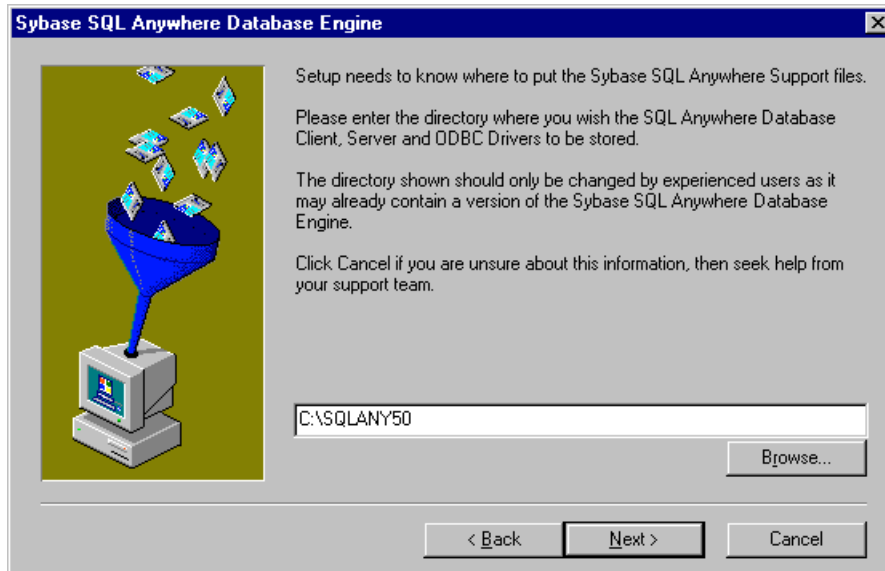 Sybase SQL Anywhere Database Engine
Setup needs to know where to put the Sybase SQL Anywhere Support files.
Please enter the directory where you wish the SQL Anywhere Database
Client, Server and ODBC Drivers to be stored.
The directory shown should only be changed by experienced users as it
may already contain a version of the Sybase SQL Anywhere Database
Engine.
Click Cancel if you are unsure about this information, then seek help from
your support team.
C:\SQLANY50
Browse...
< Back
Next >
Cancel